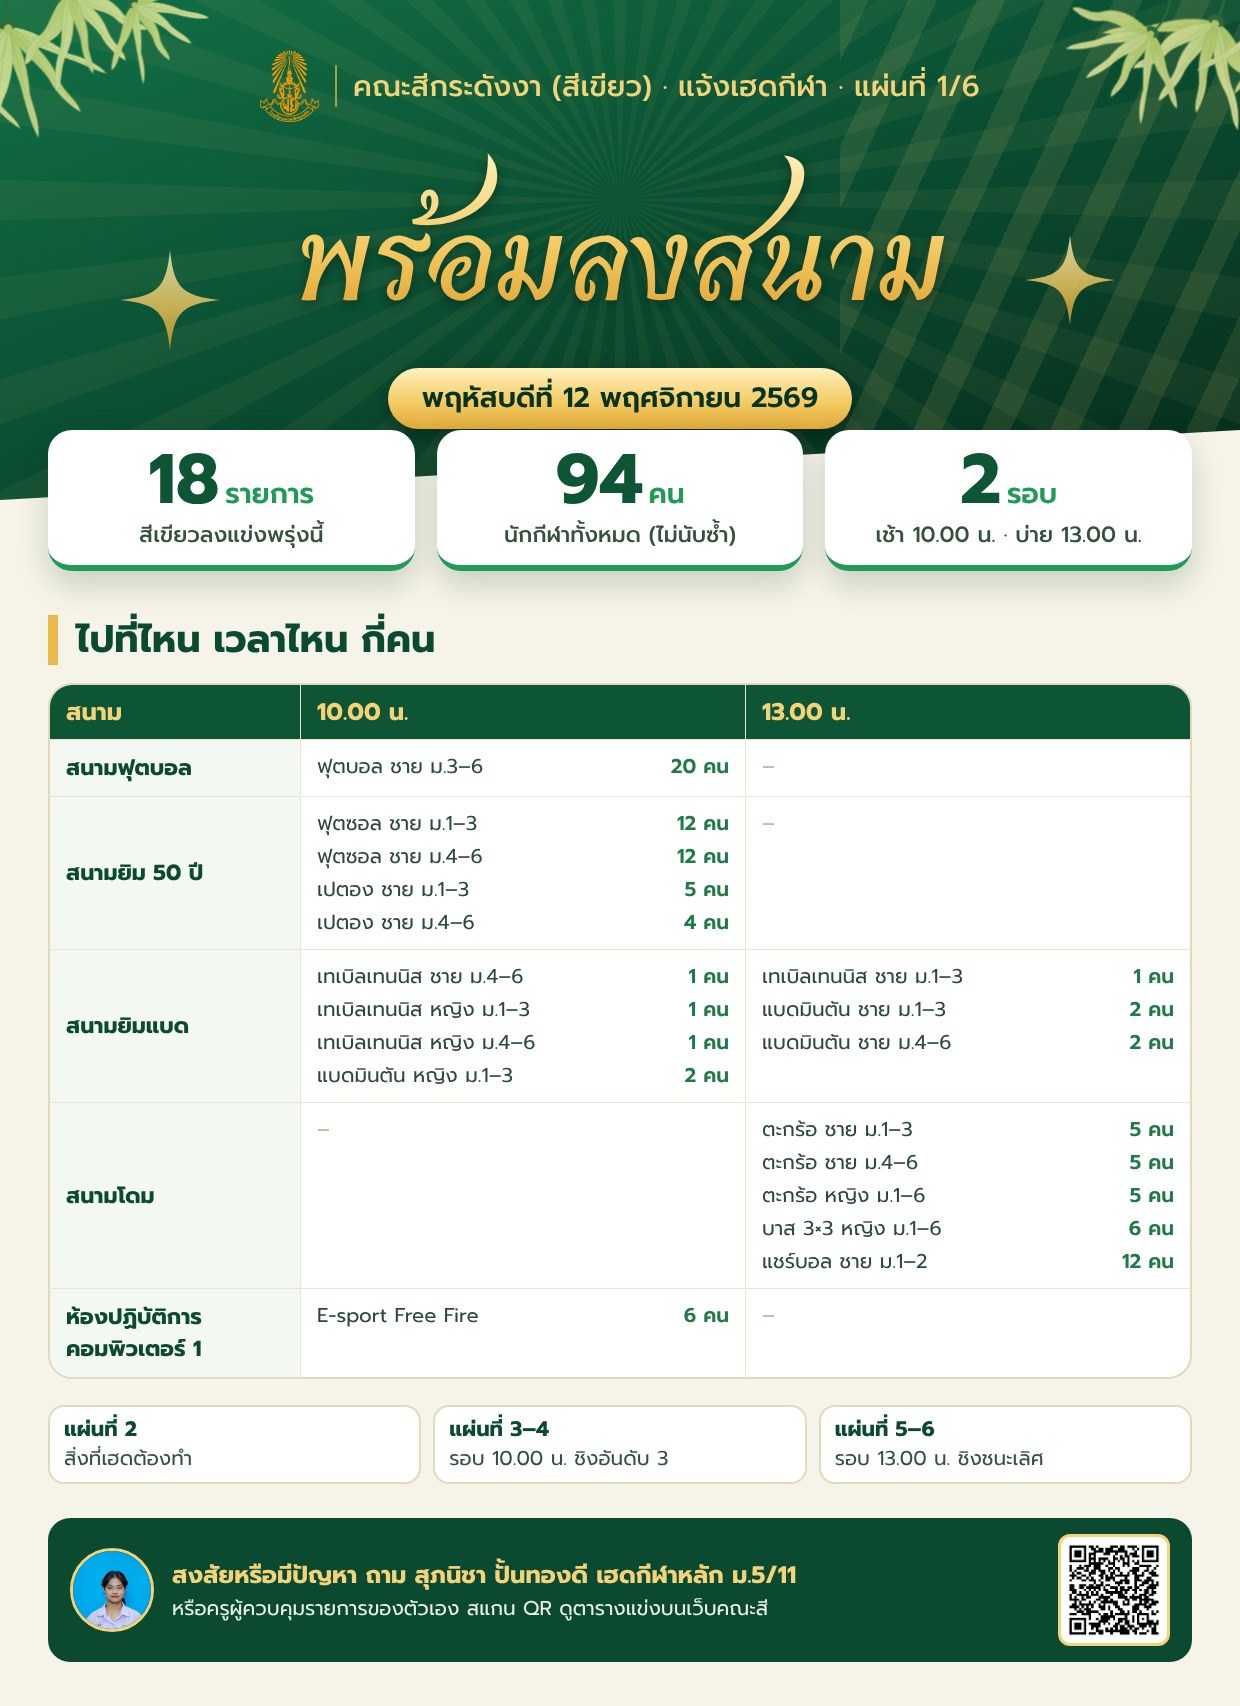 คณะสีกระดังงา (สีเขียว) · แจ้งเฮดกีฬา · แผ่นที่ 1/6
พร้อมลงสนาม
พฤหัสบดีที่ 12 พฤศจิกายน 2569
18 รายการ
สีเขียวลงแข่งพรุ่งนี้
94 คน
นักกีฬาทั้งหมด (ไม่นับซ้ำ)
2 รอบ
เช้า 10.00 น. · บ่าย 13.00 น.
ไปที่ไหน เวลาไหน กี่คน
สนาม 10.00 น. 13.00 น.
สนามฟุตบอล ฟุตบอล ชาย ม.3–6 20 คน –
สนามยิม 50 ปี
ฟุตซอล ชาย ม.1–3 12 คน –
ฟุตซอล ชาย ม.4–6 12 คน
เปตอง ชาย ม.1–3 5 คน
เปตอง ชาย ม.4–6 4 คน
สนามยิมแบด
เทเบิลเทนนิส ชาย ม.4–6 1 คน
เทเบิลเทนนิส หญิง ม.1–3 1 คน
เทเบิลเทนนิส หญิง ม.4–6 1 คน
แบดมินตัน หญิง ม.1–3 2 คน
เทเบิลเทนนิส ชาย ม.1–3 1 คน
แบดมินตัน ชาย ม.1–3 2 คน
แบดมินตัน ชาย ม.4–6 2 คน
สนามโดม
–
ตะกร้อ ชาย ม.1–3 5 คน
ตะกร้อ ชาย ม.4–6 5 คน
ตะกร้อ หญิง ม.1–6 5 คน
บาส 3×3 หญิง ม.1–6 6 คน
แชร์บอล ชาย ม.1–2 12 คน
ห้องปฏิบัติการ
คอมพิวเตอร์ 1
E-sport Free Fire 6 คน –
แผ่นที่ 2
สิ่งที่เฮดต้องทำ
แผ่นที่ 3–4
รอบ 10.00 น. ชิงอันดับ 3
แผ่นที่ 5–6
รอบ 13.00 น. ชิงชนะเลิศ
สงสัยหรือมีปัญหา ถาม สุภนิชา ปั้นทองดี เฮดกีฬาหลัก ม.5/11
หรือครูผู้ควบคุมรายการของตัวเอง สแกน QR ดูตารางแข่งบนเว็บคณะสี